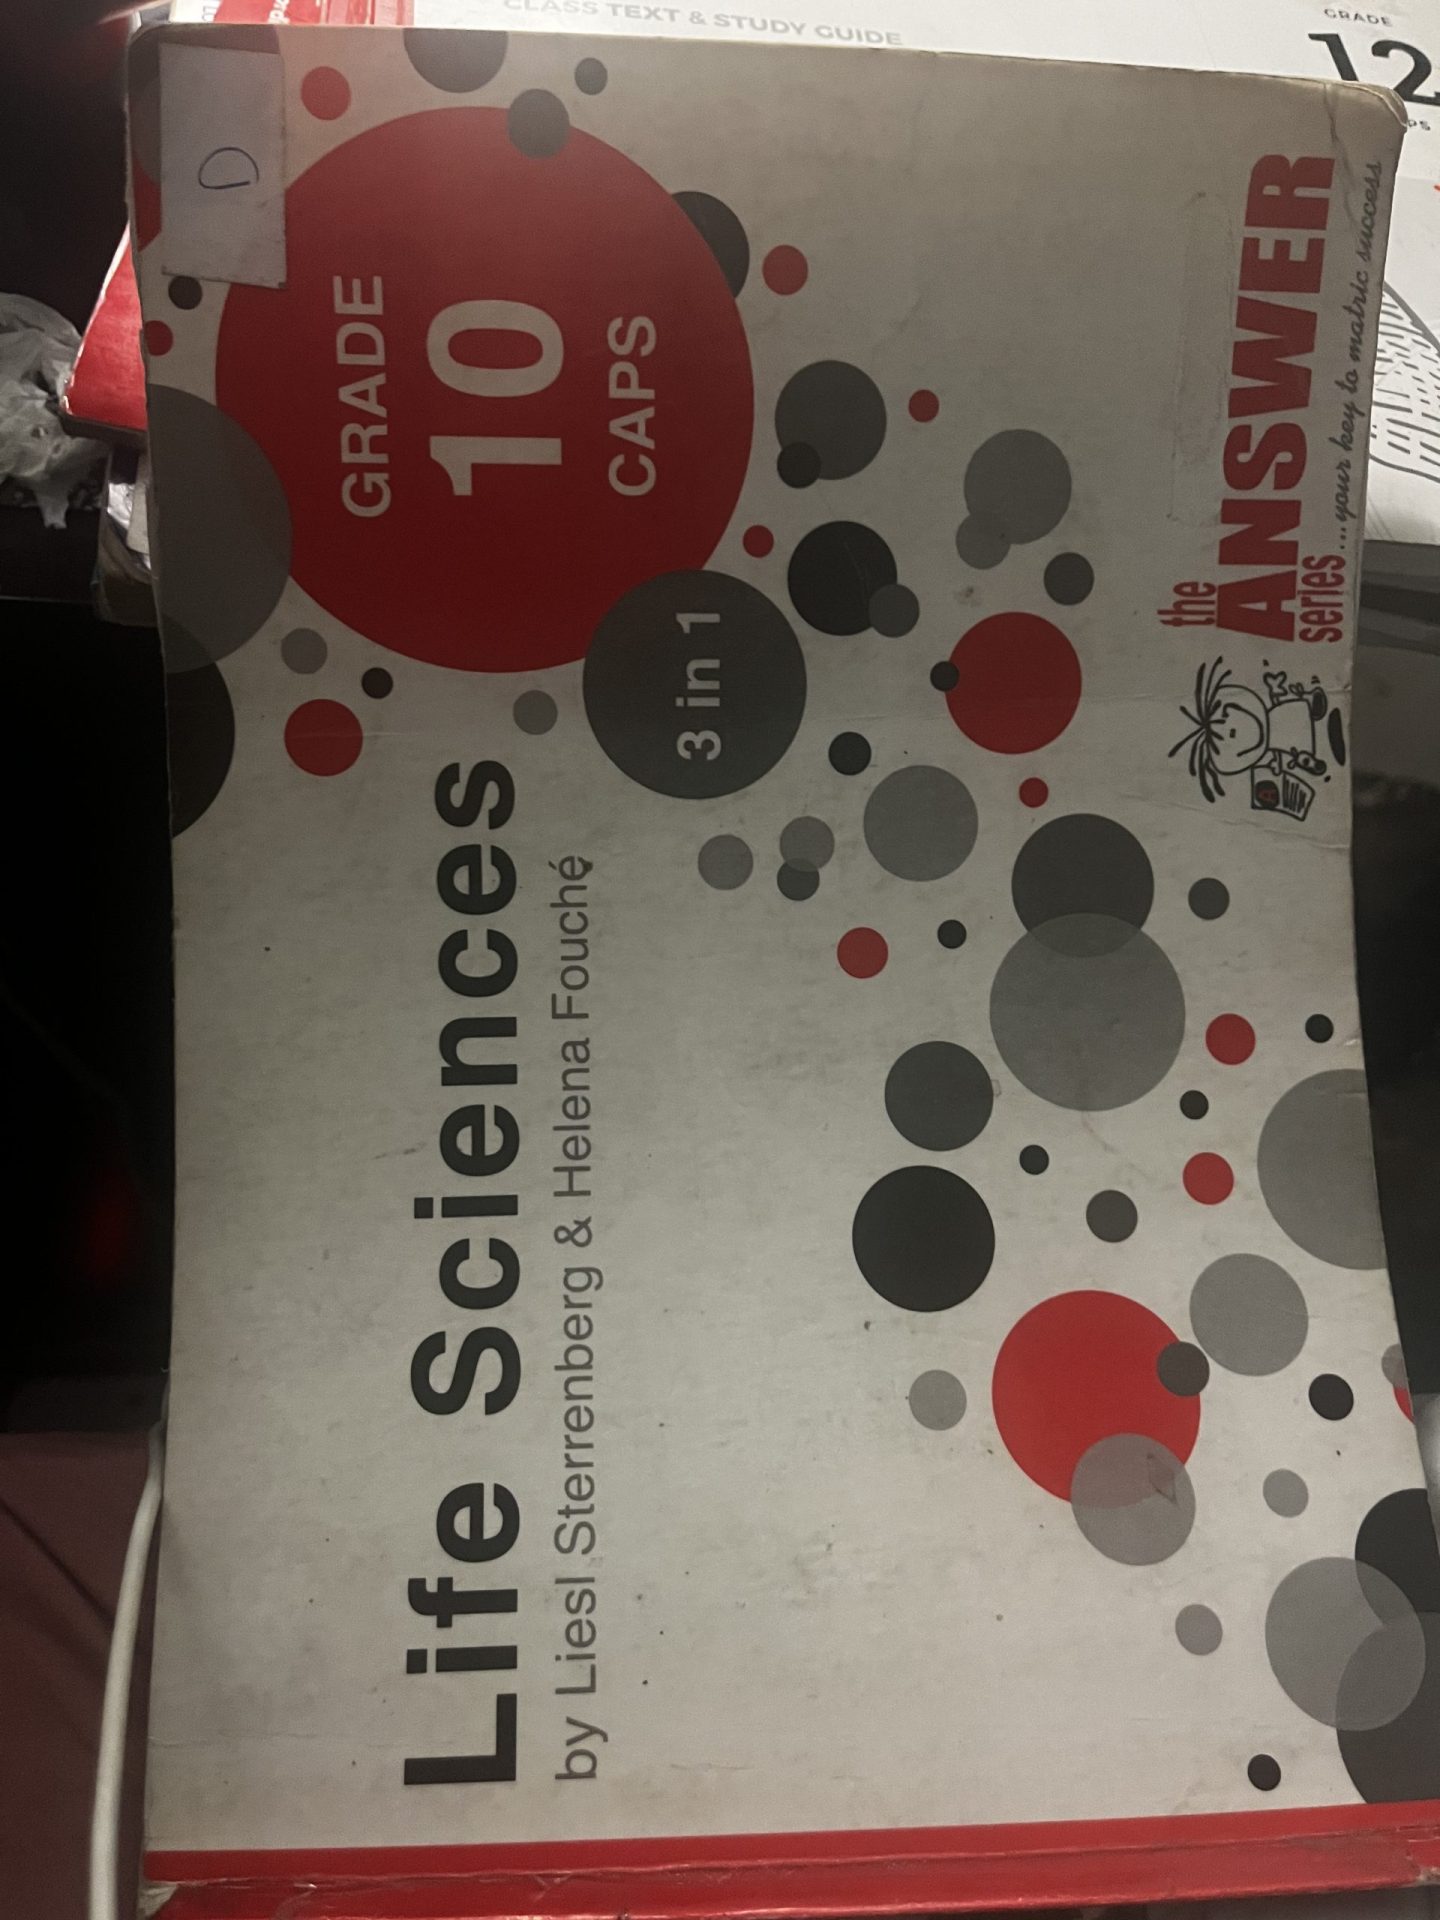 Life Sciences
by Liesl Sterrenberg & Helena Fouché
GRADE
10
CAPS
3 in 1
D
the
ANSWER
series ...your key to matric success
A
CLASS TEXT & STUDY GUIDE
GRADE
12